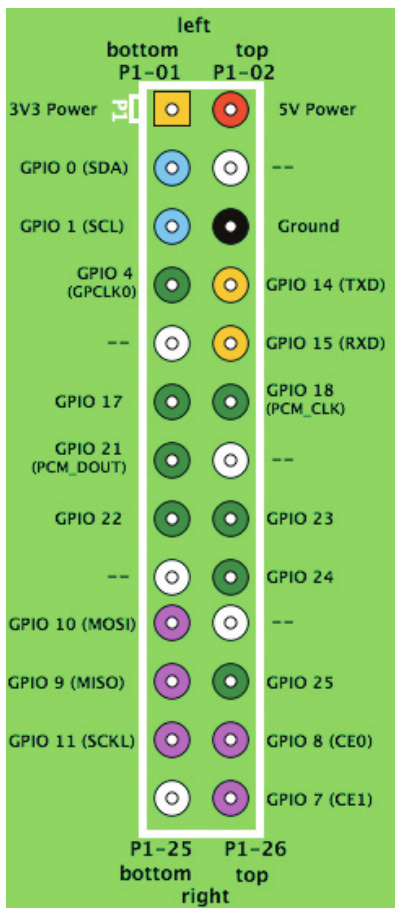 left
bottom top
P1-01 P1-02
3V3 Power P1 5V Power
GPIO 0 (SDA) --
GPIO 1 (SCL) Ground
GPIO 4
(GPCLK0) GPIO 14 (TXD)
-- GPIO 15 (RXD)
GPIO 17 GPIO 18
(PCM_CLK)
GPIO 21
(PCM_DOUT) --
GPIO 22 GPIO 23
-- GPIO 24
GPIO 10 (MOSI) --
GPIO 9 (MISO) GPIO 25
GPIO 11 (SCKL) GPIO 8 (CE0)
GPIO 7 (CE1)
P1-25 P1-26
bottom top
right